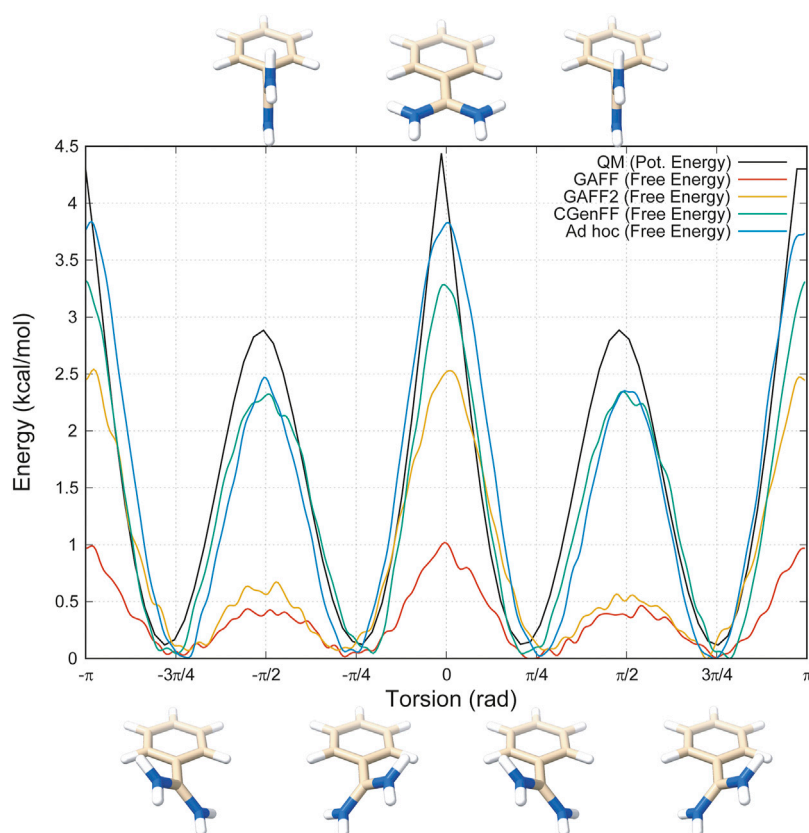 4.5
4
3.5
3
2.5
2
1.5
1
0.5
0
Energy (kcal/mol)
QM (Pot. Energy)
GAFF (Free Energy)
GAFF2 (Free Energy)
CGenFF (Free Energy)
Ad hoc (Free Energy)
-π -3π/4 -π/2 -π/4 0 π/4 π/2 3π/4 π
Torsion (rad)